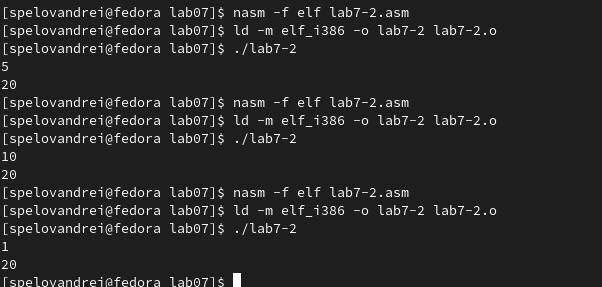 [spelovandrei@fedora lab07]$ nasm -f elf lab7-2.asm
[spelovandrei@fedora lab07]$ ld -m elf_i386 -o lab7-2 lab7-2.o
[spelovandrei@fedora lab07]$ ./lab7-2
5
20
[spelovandrei@fedora lab07]$ nasm -f elf lab7-2.asm
[spelovandrei@fedora lab07]$ ld -m elf_i386 -o lab7-2 lab7-2.o
[spelovandrei@fedora lab07]$ ./lab7-2
10
20
[spelovandrei@fedora lab07]$ nasm -f elf lab7-2.asm
[spelovandrei@fedora lab07]$ ld -m elf_i386 -o lab7-2 lab7-2.o
[spelovandrei@fedora lab07]$ ./lab7-2
1
20
[spelovandrei@fedora lab07]$